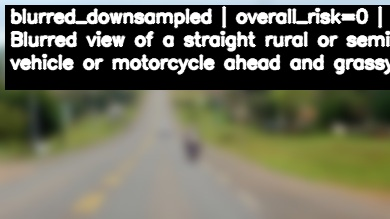 blurred_downsampled | overall_risk=0 |
Blurred view of a straight rural or semi
vehicle or motorcycle ahead and grassy